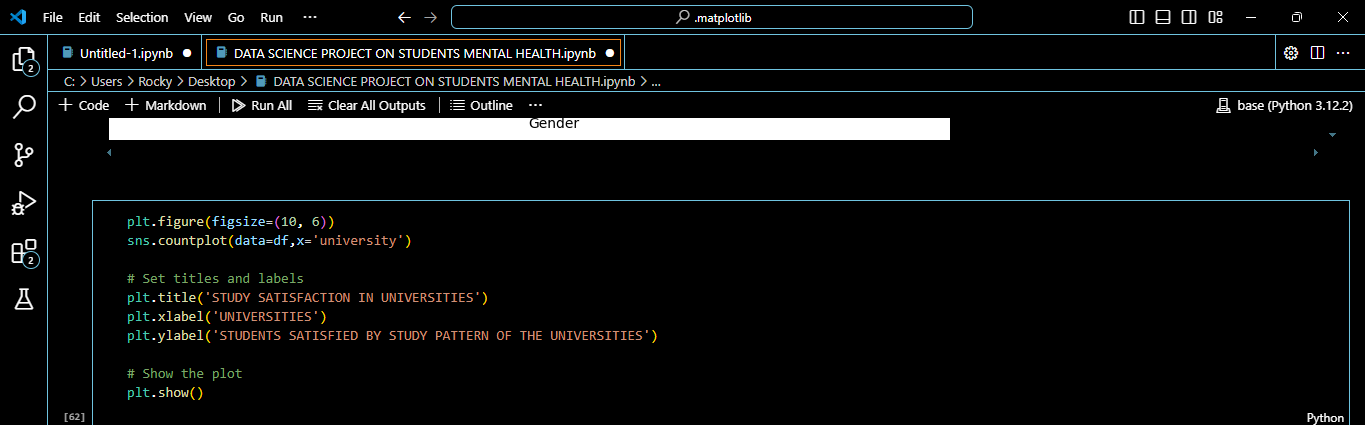 File Edit Selection View Go Run ··· .matplotlib
2 Untitled-1.ipynb DATA SCIENCE PROJECT ON STUDENTS MENTAL HEALTH.ipynb
C: > Users > Rocky > Desktop > DATA SCIENCE PROJECT ON STUDENTS MENTAL HEALTH.ipynb > ...
+ Code + Markdown Run All Clear All Outputs Outline ··· base (Python 3.12.2)
Gender
plt.figure(figsize=(10, 6))
sns.countplot(data=df,x='university')
2
# Set titles and labels
plt.title('STUDY SATISFACTION IN UNIVERSITIES')
plt.xlabel('UNIVERSITIES')
plt.ylabel('STUDENTS SATISFIED BY STUDY PATTERN OF THE UNIVERSITIES')
# Show the plot
plt.show()
[62] Python